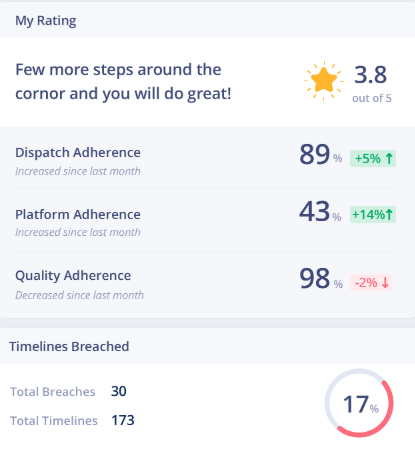 My Rating
Few more steps around the
cornor and you will do great!
3.8
out of 5
Dispatch Adherence
Increased since last month
89 %
+5% ↑
Platform Adherence
Increased since last month
43 %
+14%↑
Quality Adherence
Decreased since last month
98 %
-2% ↓
Timelines Breached
Total Breaches 30
Total Timelines 173
17%